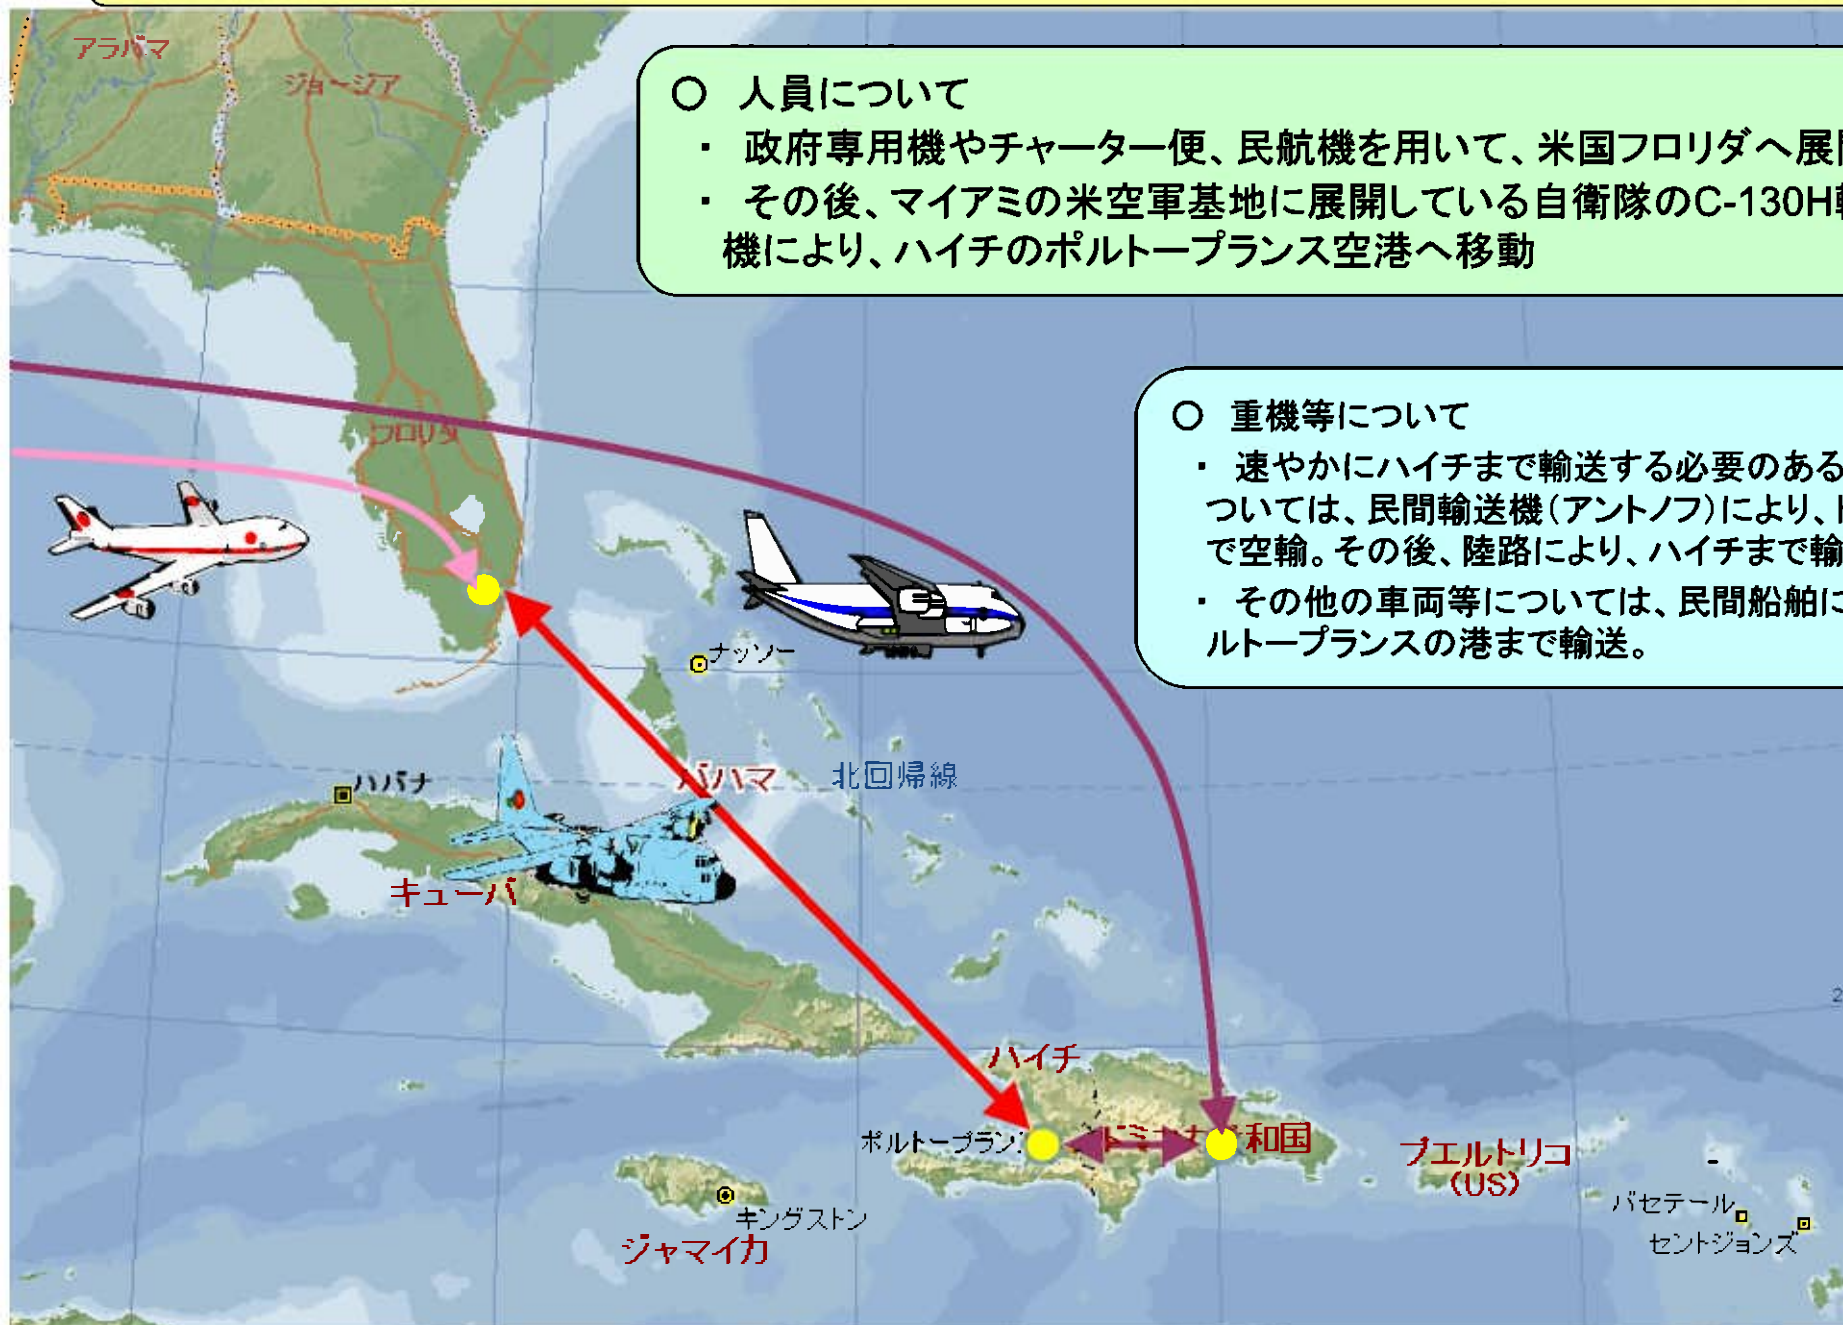 アラバマ
ジョージア
○ 人員について
・ 政府専用機やチャーター便、民航機を用いて、米国フロリダへ展
・ その後、マイアミの米空軍基地に展開している自衛隊のC-130H
機により、ハイチのポルトープランス空港へ移動
フロリダ
○ 重機等について
・ 速やかにハイチまで輸送する必要のある
ついては、民間輸送機(アントノフ)により、
で空輸。その後、陸路により、ハイチまで輸
・ その他の車両等については、民間船舶に
ルトープランスの港まで輸送。
ナッソー
ハバナ
バハマ
北回帰線
キューバ
2
ハイチ
ポルトープラン
ドミニカ共和国
プエルトリコ
(US)
キングストン
ジャマイカ
バセテール
セントジョンズ